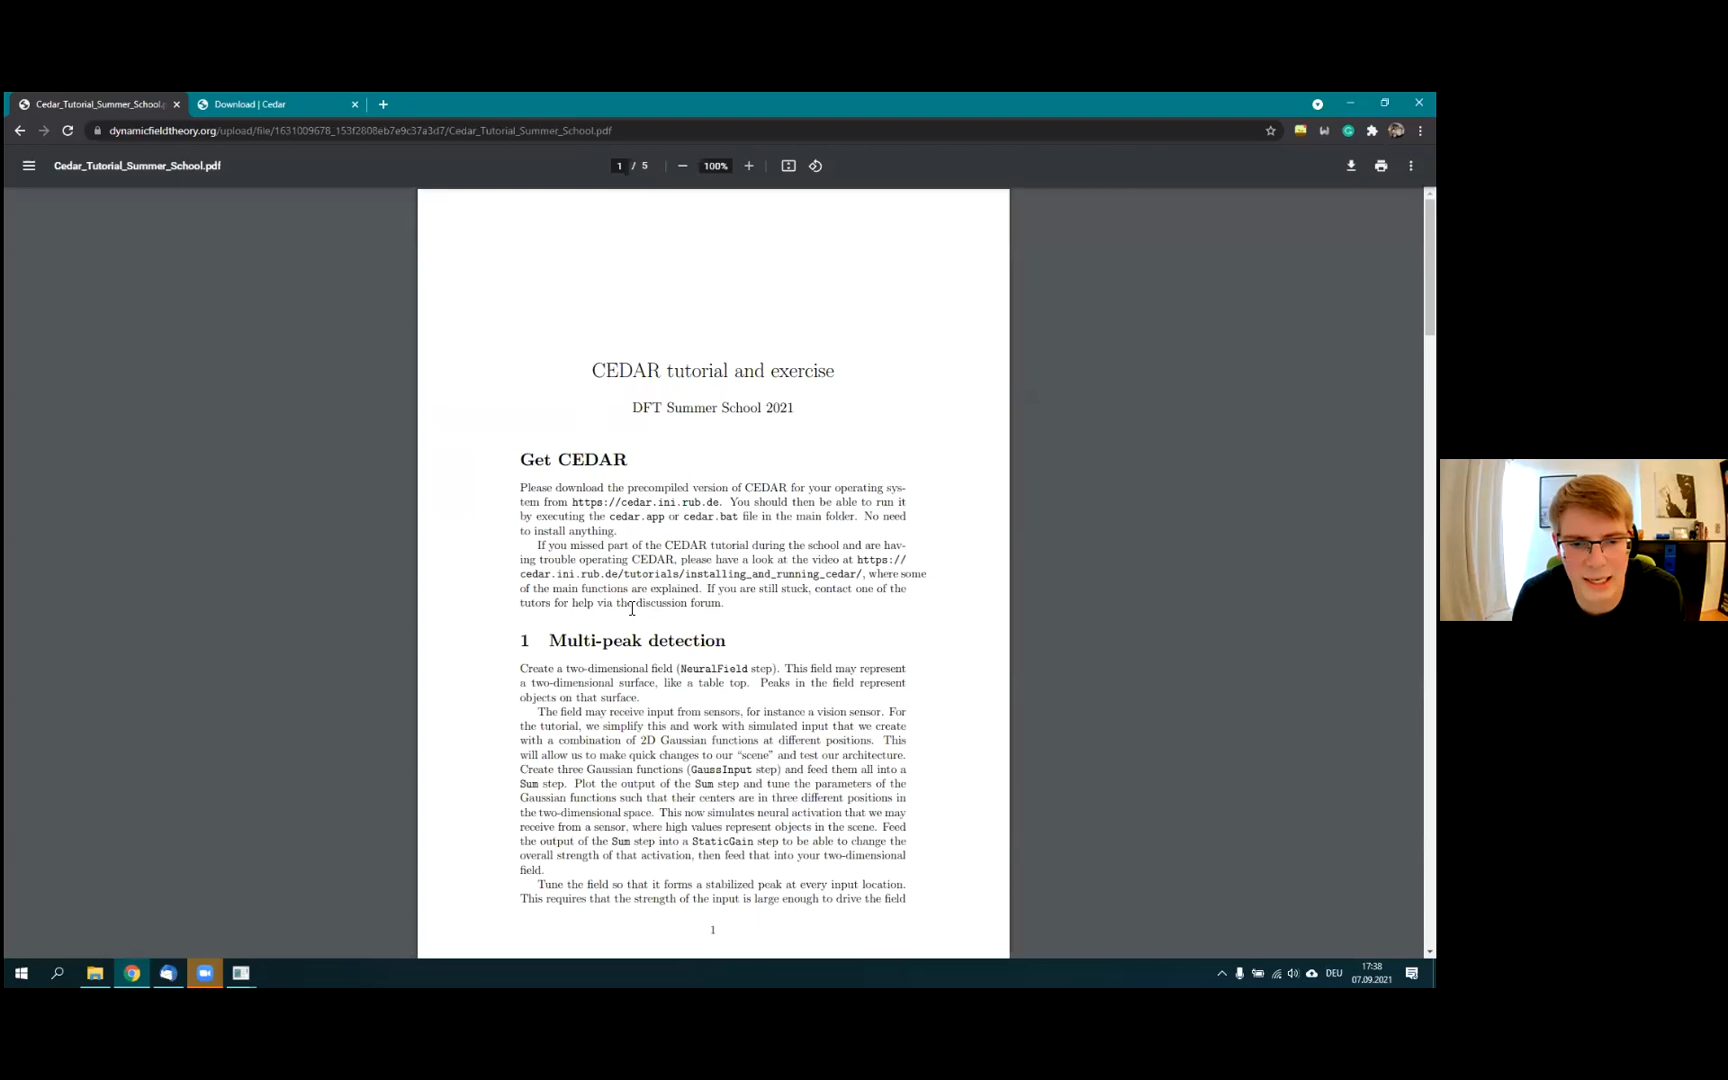 Cedar_Tutorial_Summer_School.
Download | Cedar
dynamicfieldtheory.org/upload/file/1631009678_153f2808eb7e9c37a3d7/Cedar_Tutorial_Summer_School.pdf
Cedar_Tutorial_Summer_School.pdf
1 / 5
100%
CEDAR tutorial and exercise
DFT Summer School 2021
Get CEDAR
Please download the precompiled version of CEDAR for your operating sys-
tem from https://cedar.ini.rub.de. You should then be able to run it
by executing the cedar.app or cedar.bat file in the main folder. No need
to install anything.
If you missed part of the CEDAR tutorial during the school and are hav-
ing trouble operating CEDAR, please have a look at the video at https://
cedar.ini.rub.de/tutorials/installing_and_running_cedar/, where some
of the main functions are explained. If you are still stuck, contact one of the
tutors for help via the discussion forum.
1 Multi-peak detection
Create a two-dimensional field (NeuralField step). This field may represent
a two-dimensional surface, like a table top. Peaks in the field represent
objects on that surface.
The field may receive input from sensors, for instance a vision sensor. For
the tutorial, we simplify this and work with simulated input that we create
with a combination of 2D Gaussian functions at different positions. This
will allow us to make quick changes to our “scene” and test our architecture.
Create three Gaussian functions (GaussInput step) and feed them all into a
Sum step. Plot the output of the Sum step and tune the parameters of the
Gaussian functions such that their centers are in three different positions in
the two-dimensional space. This now simulates neural activation that we may
receive from a sensor, where high values represent objects in the scene. Feed
the output of the Sum step into a StaticGain step to be able to change the
overall strength of that activation, then feed that into your two-dimensional
field.
Tune the field so that it forms a stabilized peak at every input location.
This requires that the strength of the input is large enough to drive the field
1
DEU
17:38
07.09.2021